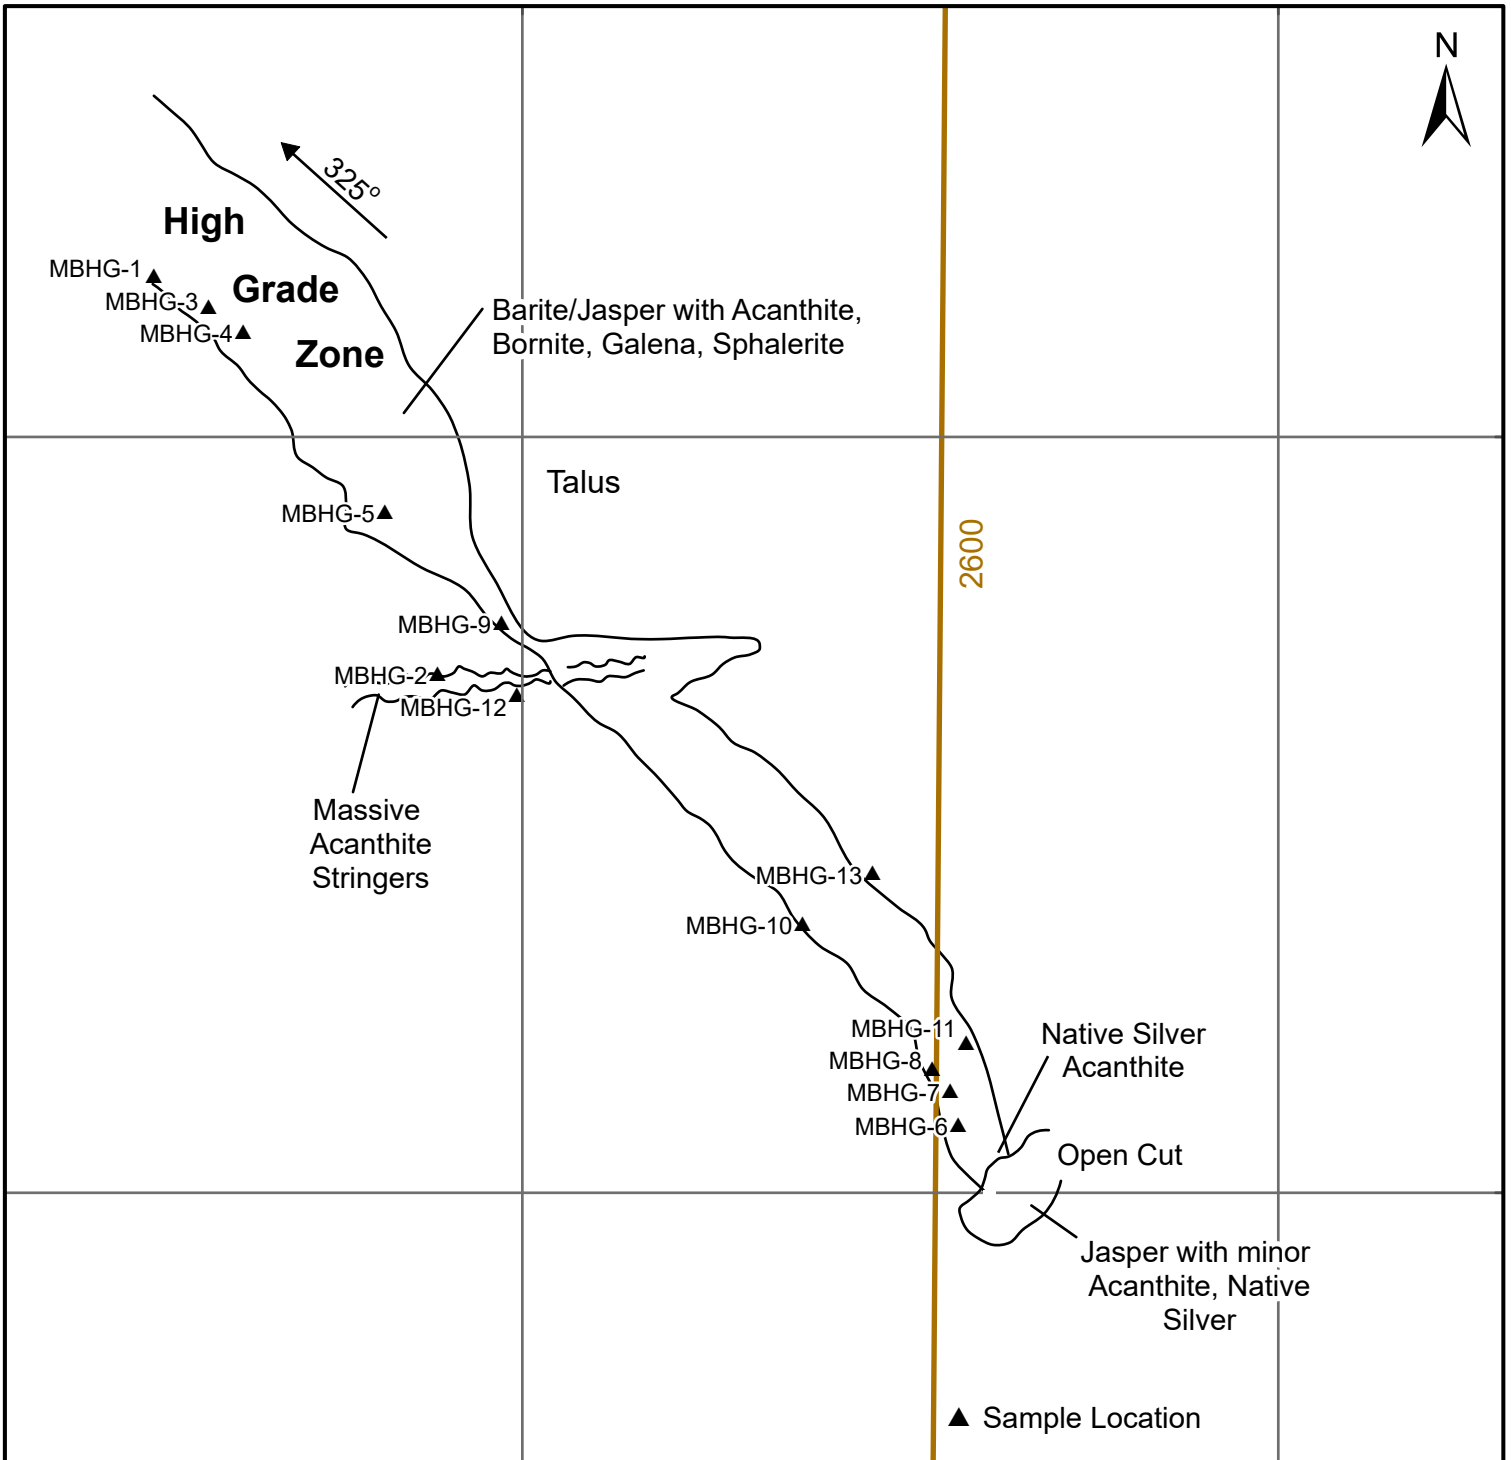 N
325°
High
MBHG-1
Grade
MBHG-3
Barite/Jasper with Acanthite,
MBHG-4
Bornite, Galena, Sphalerite
Zone
Talus
MBHG-5
2600
MBHG-9
MBHG-2
MBHG-12
Massive
Acanthite
Stringers
MBHG-13
MBHG-10
MBHG-11
Native Silver
Acanthite
MBHG-8
MBHG-7
MBHG-6
Open Cut
Jasper with minor
Acanthite, Native
Silver
Sample Location